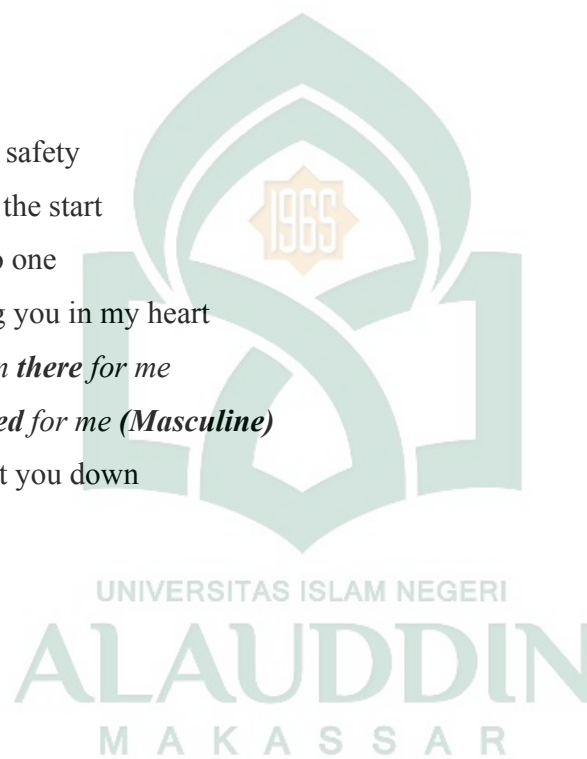 safety
the start
one
you in my heart
there for me
for me (Masculine)
you down
1965
UNIVERSITAS ISLAM NEGERI
ALAUDDIN
MAKASSAR